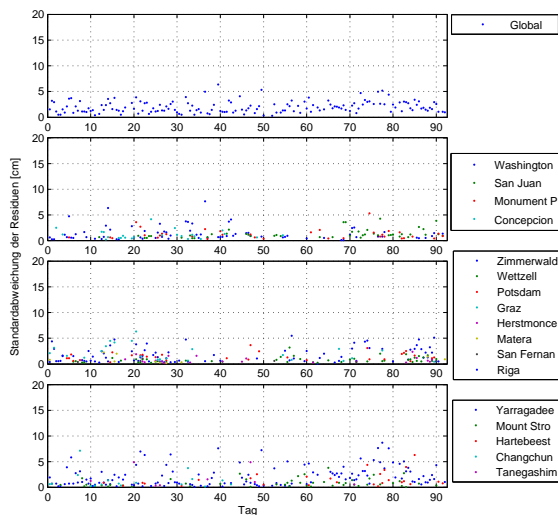 20
15
10
5
0
0 10 20 30 40 50 60 70 80 90
Global
20
15
10
5
0
0 10 20 30 40 50 60 70 80 90
Washington
San Juan
Monument P
Concepcion
Standardabweichung der Residuen [cm]
20
15
10
5
0
0 10 20 30 40 50 60 70 80 90
Zimmerwald
Wettzell
Potsdam
Graz
Herstmonce
Matera
San Fernan
Riga
20
15
10
5
0
0 10 20 30 40 50 60 70 80 90
Yarragadee
Mount Stro
Hartebeest
Changchun
Tanegashim
Tag